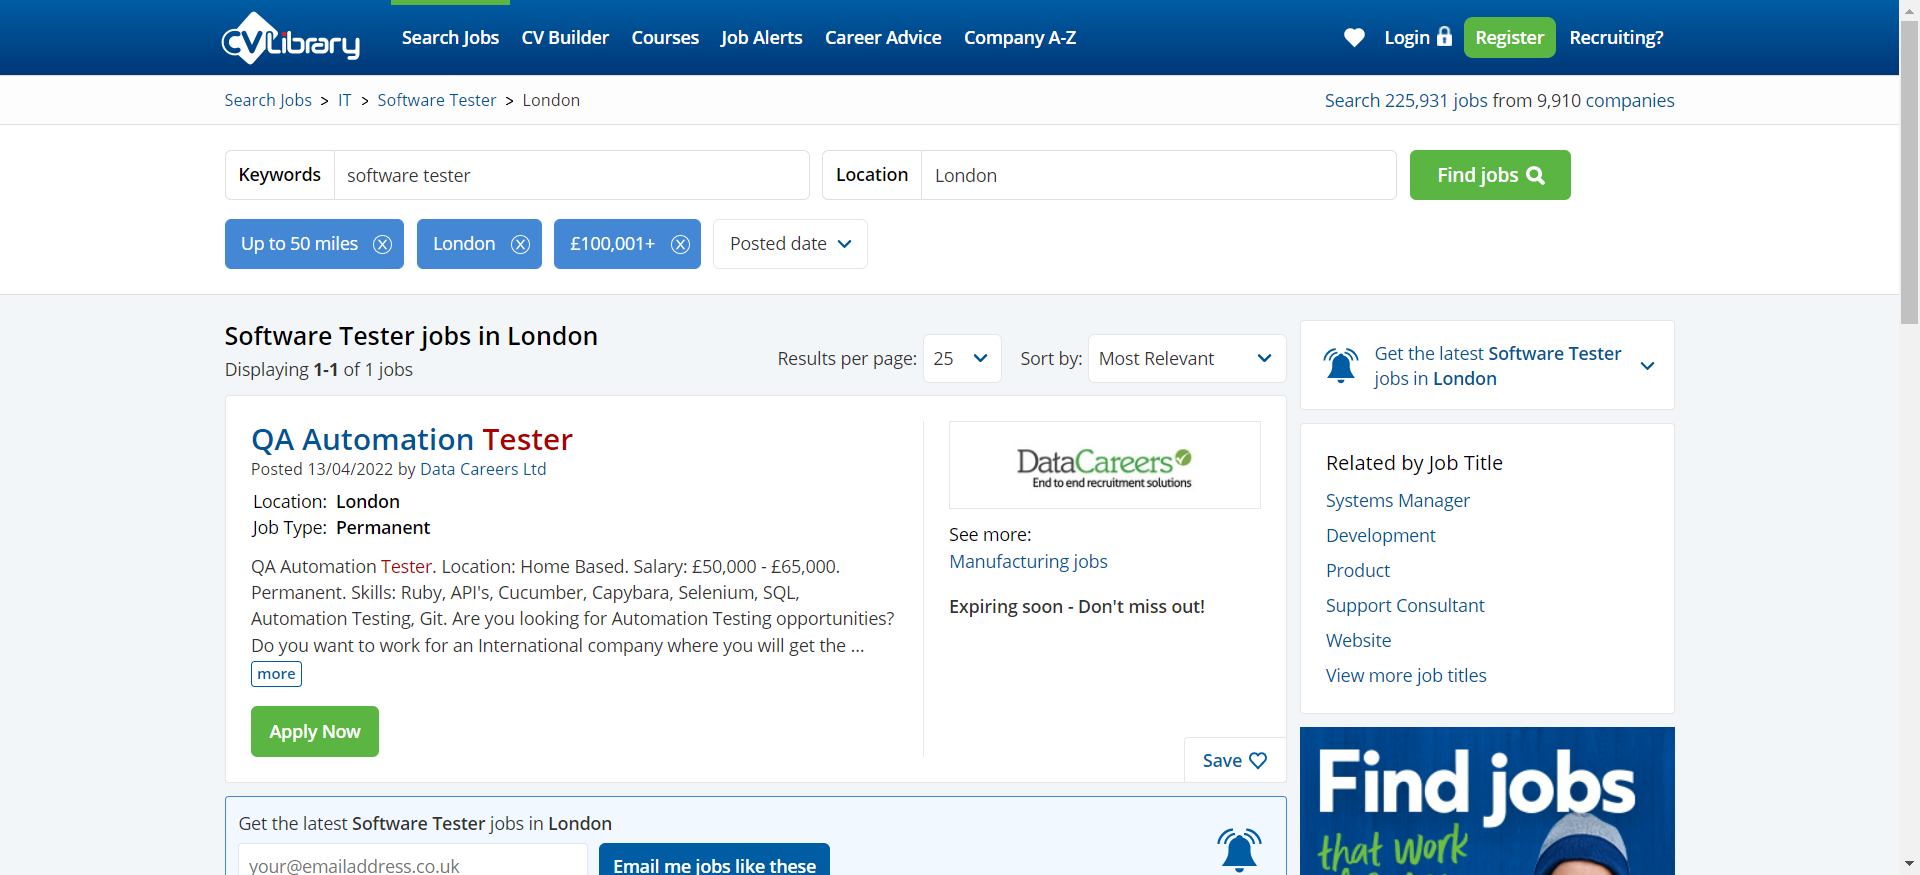 CVLibrary
Search Jobs CV Builder Courses Job Alerts Career Advice Company A-Z Login Register Recruiting?
Search Jobs > IT > Software Tester > London Search 225,931 jobs from 9,910 companies
Keywords software tester Location London Find jobs
Up to 50 miles London £100,001+ Posted date
Software Tester jobs in London
Displaying 1-1 of 1 jobs
Results per page: 25 Sort by: Most Relevant
QA Automation Tester
Posted 13/04/2022 by Data Careers Ltd
Location: London
Job Type: Permanent
QA Automation Tester. Location: Home Based. Salary: £50,000 - £65,000.
Permanent. Skills: Ruby, API's, Cucumber, Capybara, Selenium, SQL,
Automation Testing, Git. Are you looking for Automation Testing opportunities?
Do you want to work for an International company where you will get the ...
more
Apply Now
DataCareers
End to end recruitment solutions
See more:
Manufacturing jobs
Expiring soon - Don't miss out!
Save
Get the latest Software Tester jobs in London
your@emailaddress.co.uk Email me jobs like these
Get the latest Software Tester
jobs in London
Related by Job Title
Systems Manager
Development
Product
Support Consultant
Website
View more job titles
Find jobs
that work